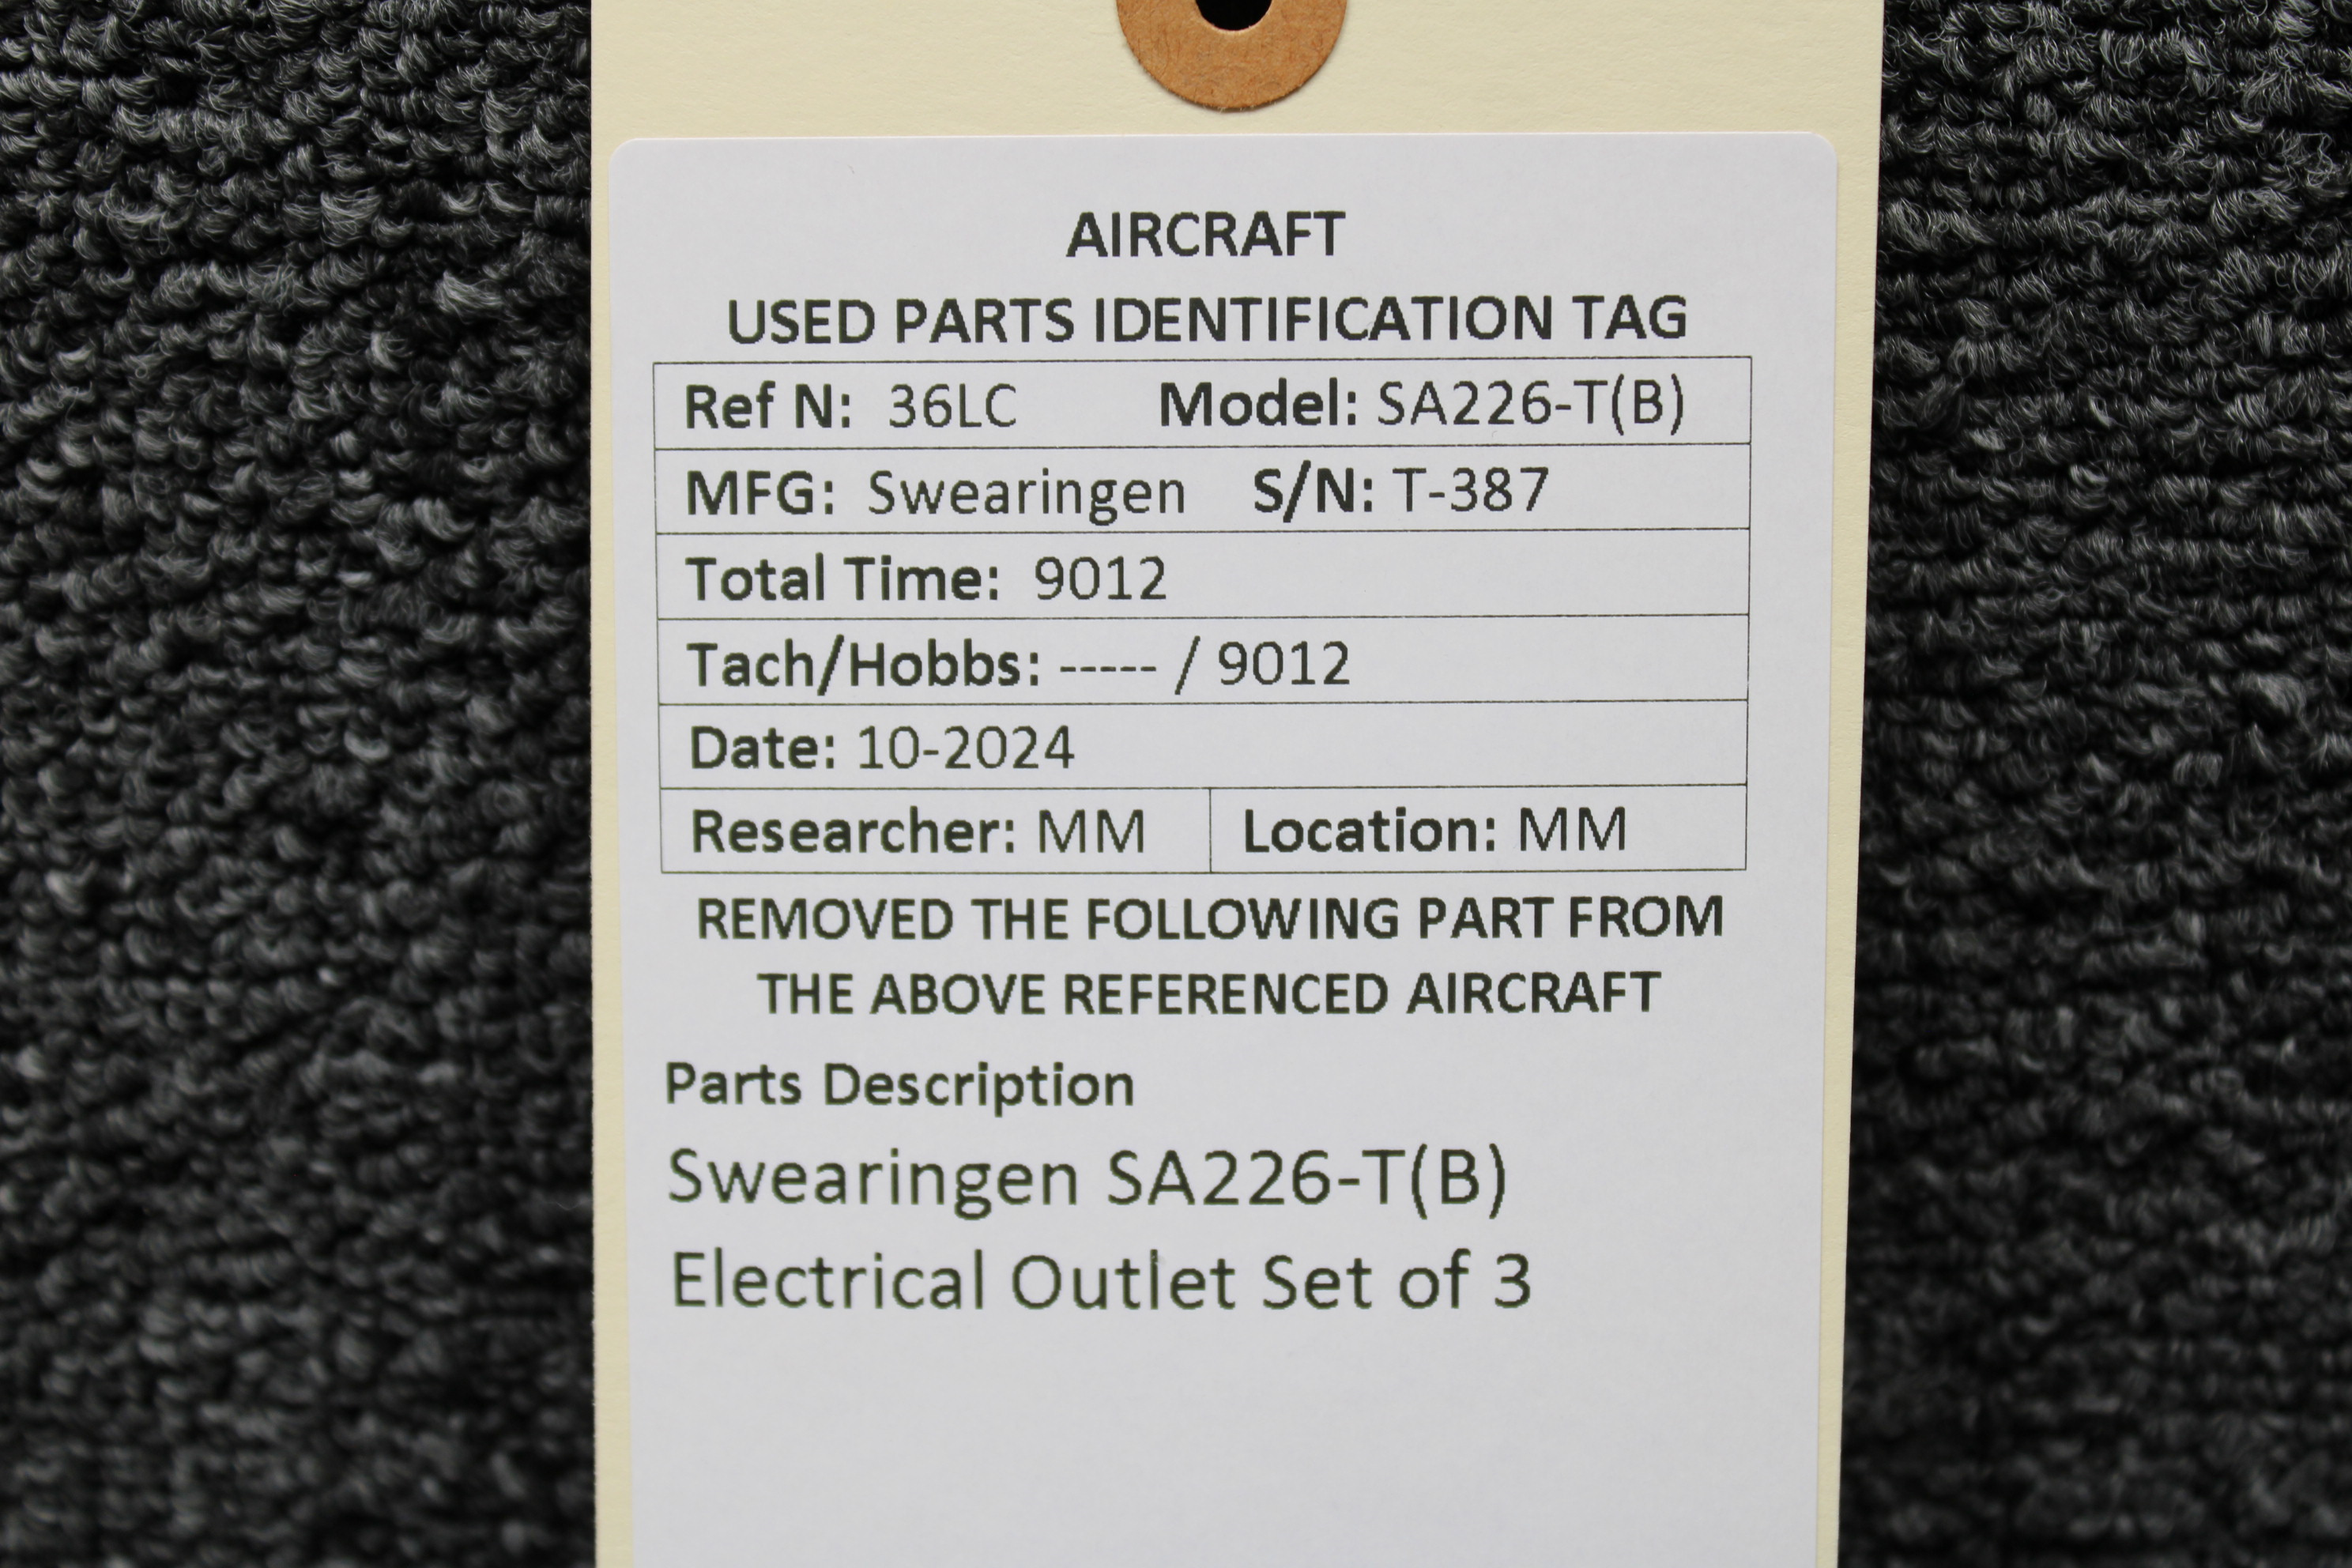 AIRCRAFT
USED PARTS IDENTIFICATION TAG
Ref N: 36LC Model: SA226-T(B)
MFG: Swearingen S/N: T-387
Total Time: 9012
Tach/Hobbs: ----- / 9012
Date: 10-2024
Researcher: MM Location: MM
REMOVED THE FOLLOWING PART FROM
THE ABOVE REFERENCED AIRCRAFT
Parts Description
Swearingen SA226-T(B)
Electrical Outlet Set of 3